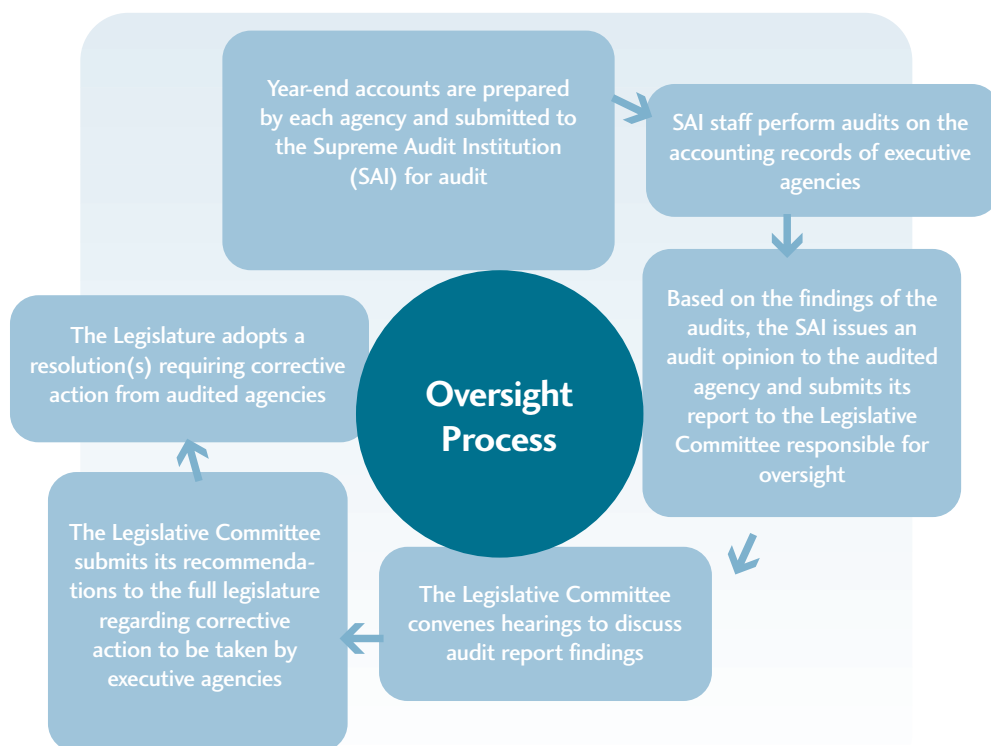 Year-end accounts are prepared
by each agency and submitted to
the Supreme Audit Institution
(SAI) for audit
SAI staff perform audits on the
accounting records of executive
agencies
Based on the findings of the
audits, the SAI issues an
audit opinion to the audited
agency and submits its
report to the Legislative
Committee responsible for
oversight
The Legislative Committee
convenes hearings to discuss
audit report findings
The Legislative Committee
submits its recommenda-
tions to the full legislature
regarding corrective
action to be taken by
executive agencies
The Legislature adopts a
resolution(s) requiring corrective
action from audited agencies
Oversight
Process